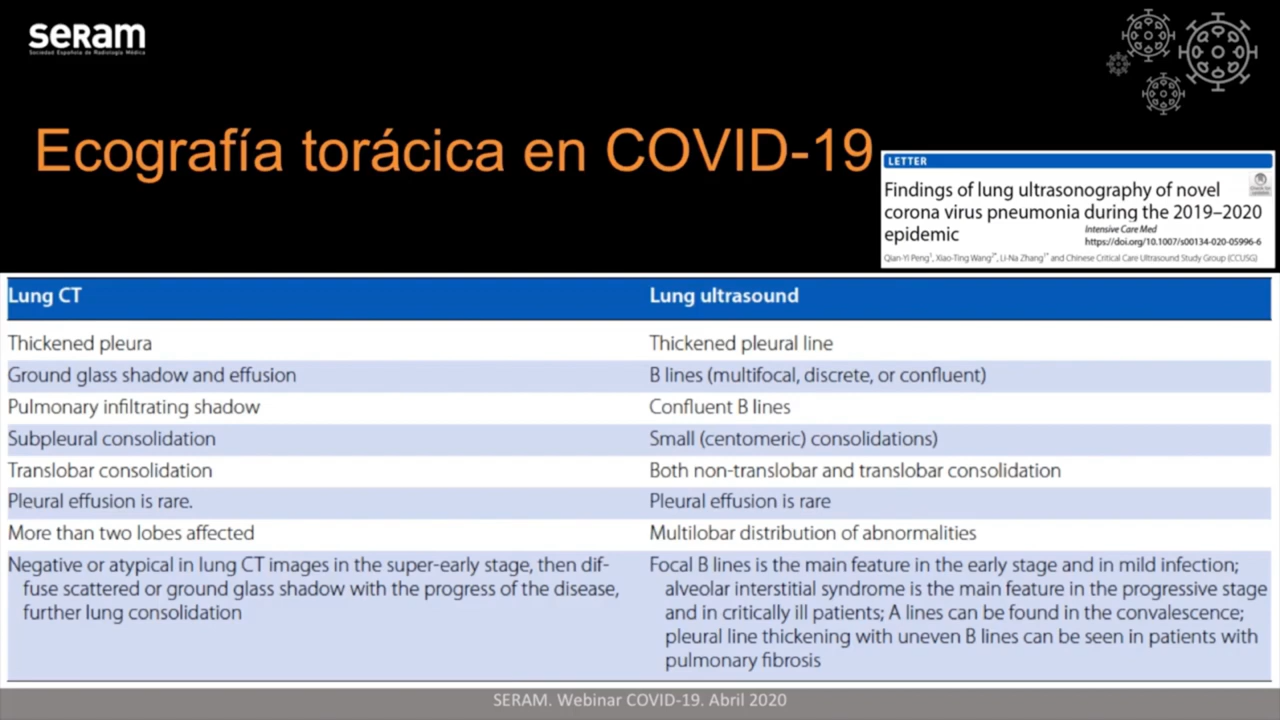 seram
Sociedad Española de Radiología Médica
Ecografía torácica en COVID-19
LETTER
Findings of lung ultrasonography of novel
corona virus pneumonia during the 2019–2020
epidemic
Intensive Care Med
https://doi.org/10.1007/s00134-020-05996-6
Qian-Yi Peng1, Xiao-Ting Wang2*, Li-Na Zhang1* and Chinese Critical Care Ultrasound Study Group (CCUSG)
Lung CT Lung ultrasound
Thickened pleura Thickened pleural line
Ground glass shadow and effusion B lines (multifocal, discrete, or confluent)
Pulmonary infiltrating shadow Confluent B lines
Subpleural consolidation Small (centomeric) consolidations)
Translobar consolidation Both non-translobar and translobar consolidation
Pleural effusion is rare. Pleural effusion is rare
More than two lobes affected Multilobar distribution of abnormalities
Negative or atypical in lung CT images in the super-early stage, then dif-
fuse scattered or ground glass shadow with the progress of the disease,
further lung consolidation
Focal B lines is the main feature in the early stage and in mild infection;
alveolar interstitial syndrome is the main feature in the progressive stage
and in critically ill patients; A lines can be found in the convalescence;
pleural line thickening with uneven B lines can be seen in patients with
pulmonary fibrosis
SERAM. Webinar COVID-19. Abril 2020